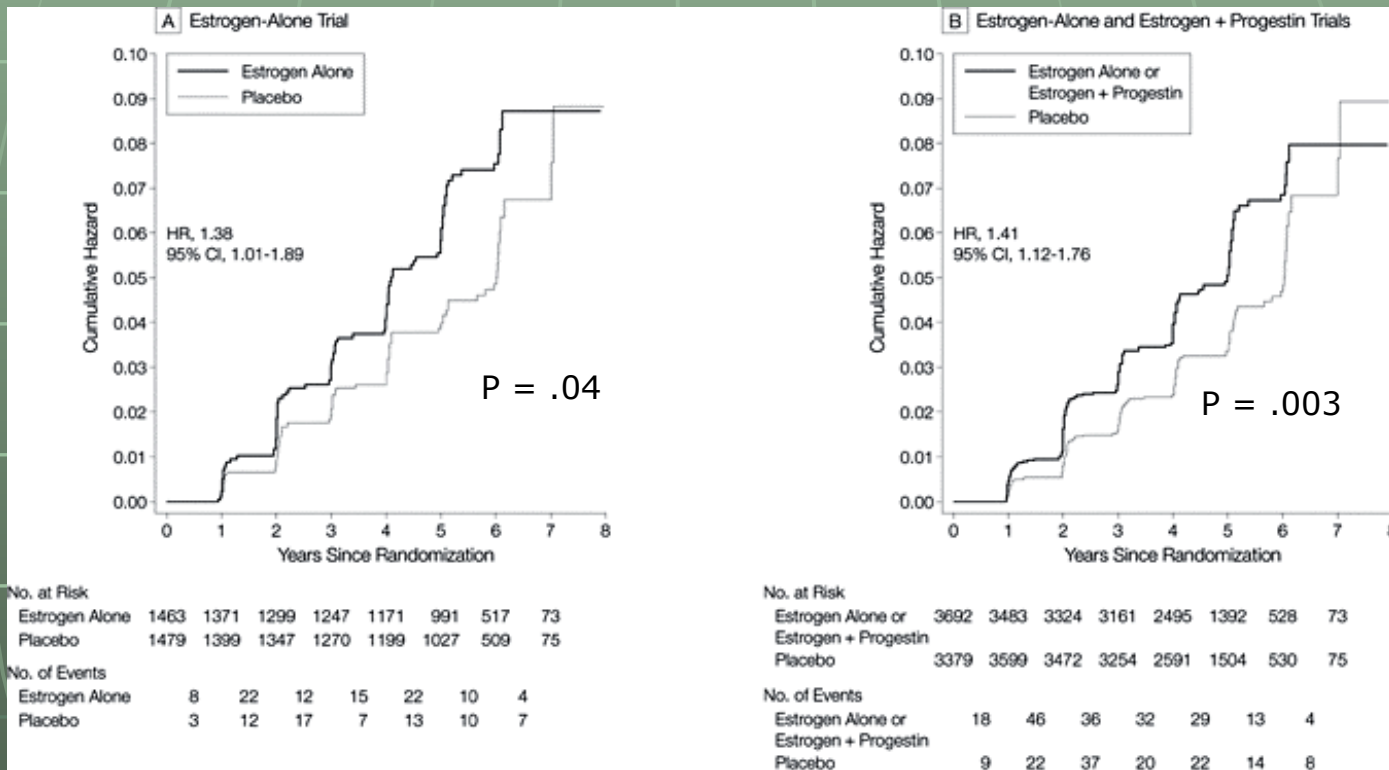 A Estrogen-Alone Trial
0.10
0.09
0.08
0.07
0.06
0.05
0.04
0.03
0.02
0.01
0.00
Cumulative Hazard
Estrogen Alone
Placebo
HR, 1.38
95% CI, 1.01-1.89
P = .04
0 1 2 3 4 5 6 7 8
Years Since Randomization
No. at Risk
Estrogen Alone 1463 1371 1299 1247 1171 991 517 73
Placebo 1479 1399 1347 1270 1199 1027 509 75
No. of Events
Estrogen Alone 8 22 12 15 22 10 4
Placebo 3 12 17 7 13 10 7
B Estrogen-Alone and Estrogen + Progestin Trials
0.10
0.09
0.08
0.07
0.06
0.05
0.04
0.03
0.02
0.01
0.00
Cumulative Hazard
Estrogen Alone or
Estrogen + Progestin
Placebo
HR, 1.41
95% CI, 1.12-1.76
P = .003
0 1 2 3 4 5 6 7 8
Years Since Randomization
No. at Risk
Estrogen Alone or 3692 3483 3324 3161 2495 1392 528 73
Estrogen + Progestin
Placebo 3379 3599 3472 3254 2591 1504 530 75
No. of Events
Estrogen Alone or 18 46 36 32 29 13 4
Estrogen + Progestin
Placebo 9 22 37 20 22 14 8